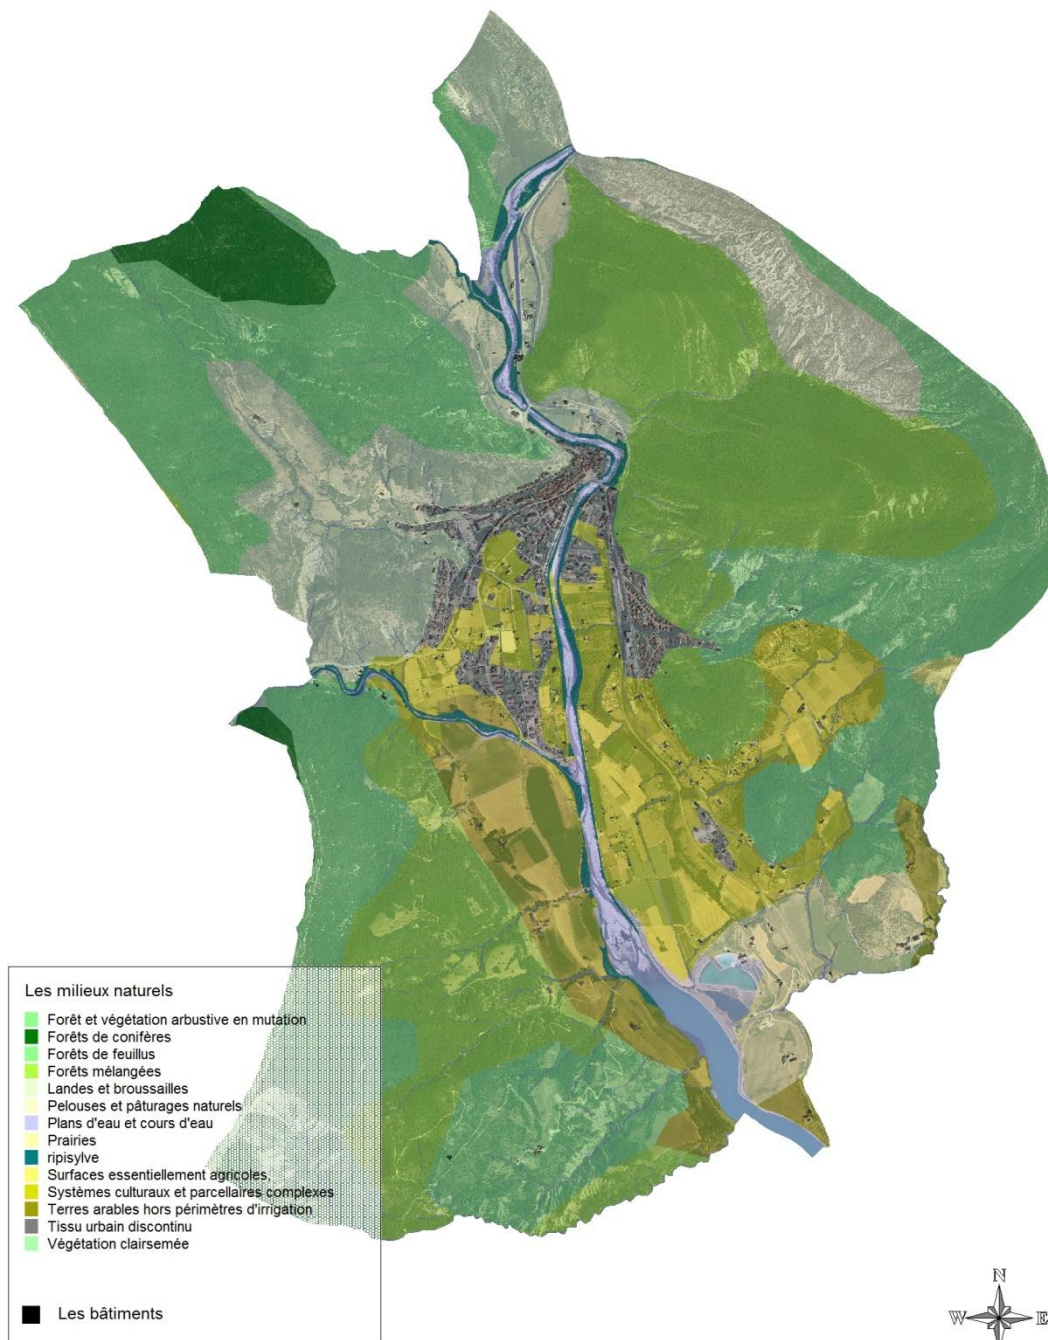 Les milieux naturels
Forêt et végétation arbustive en mutation
Forêts de conifères
Forêts de feuillus
Forêts mélangées
Landes et broussailles
Pelouses et pâturages naturels
Plans d'eau et cours d'eau
Prairies
ripisylve
Surfaces essentiellement agricoles,
Systèmes culturaux et parcellaires complexes
Terres arables hors périmètres d'irrigation
Tissu urbain discontinu
Végétation clairsemée
Les bâtiments
N
W E